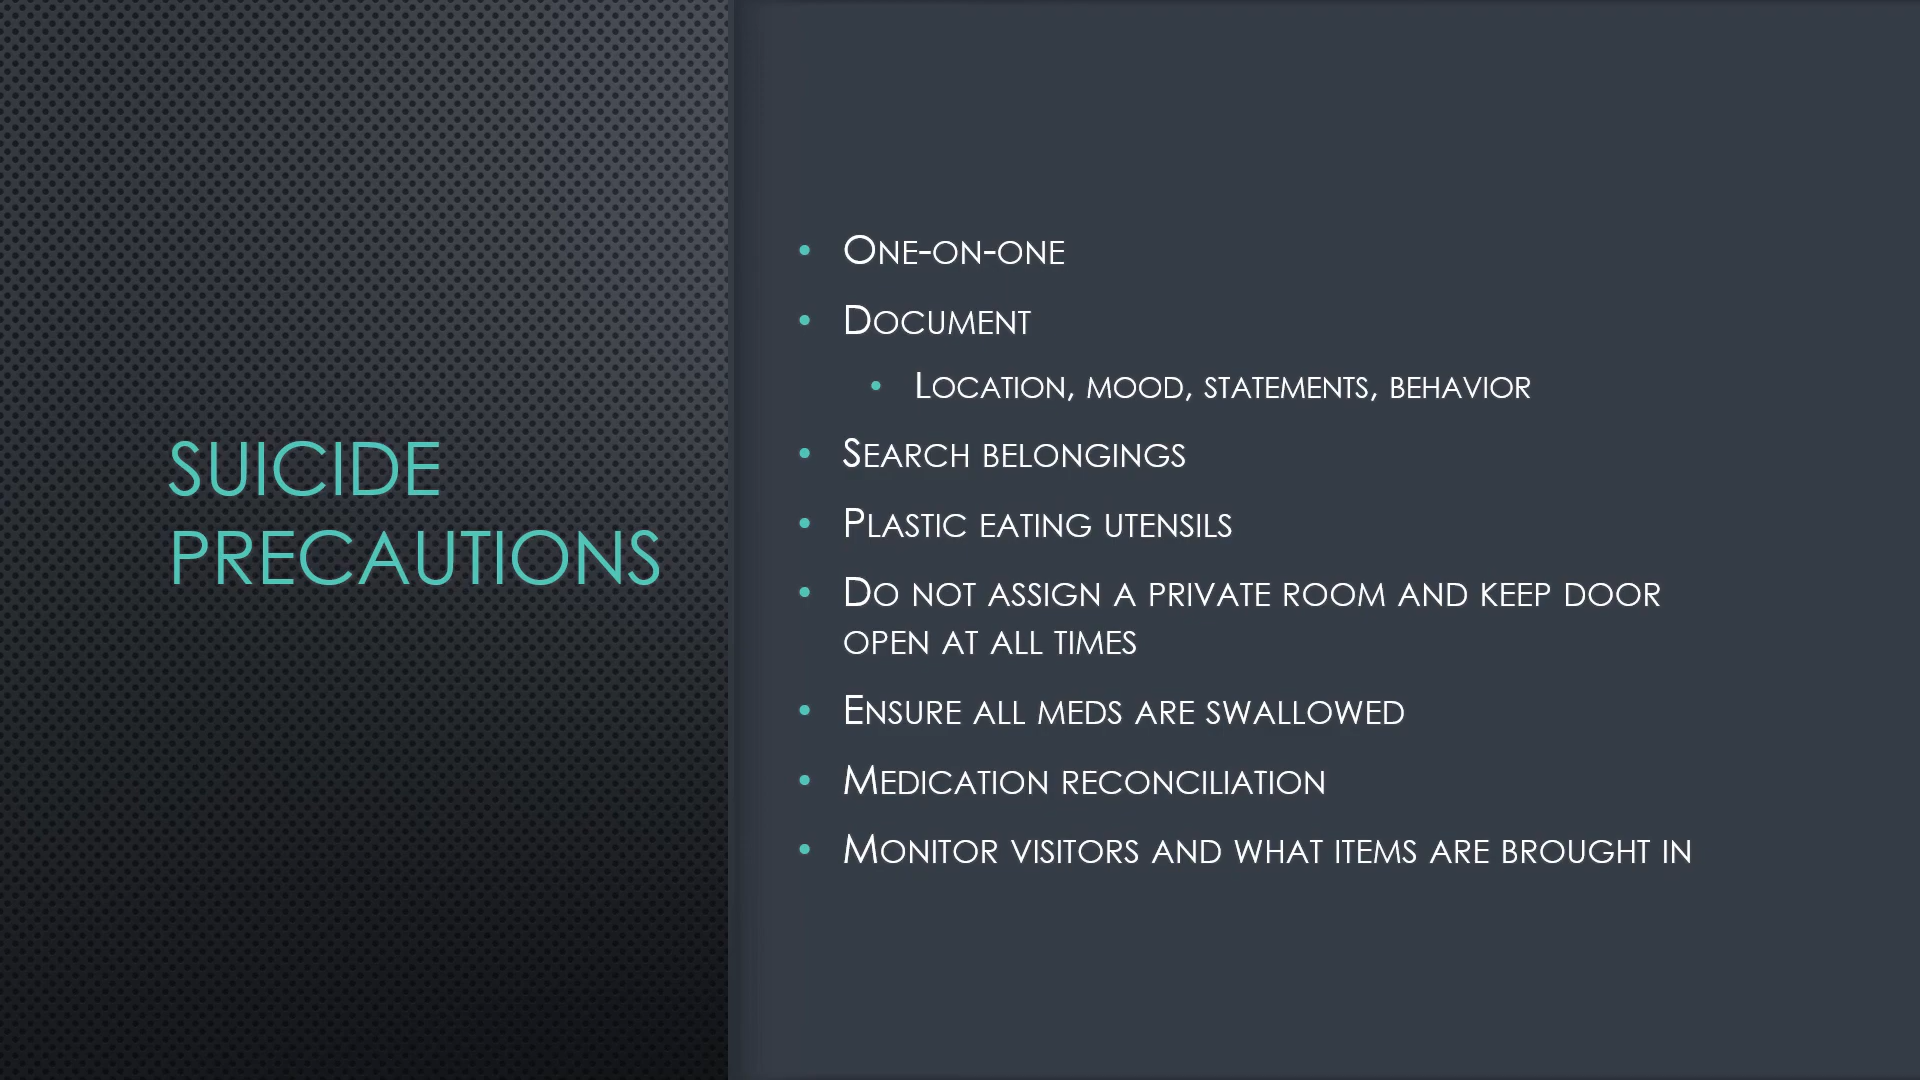 SUICIDE
PRECAUTIONS
• One-on-one
• Document
• Location, mood, statements, behavior
• Search belongings
• Plastic eating utensils
• Do not assign a private room and keep door
open at all times
• Ensure all meds are swallowed
• Medication reconciliation
• Monitor visitors and what items are brought in